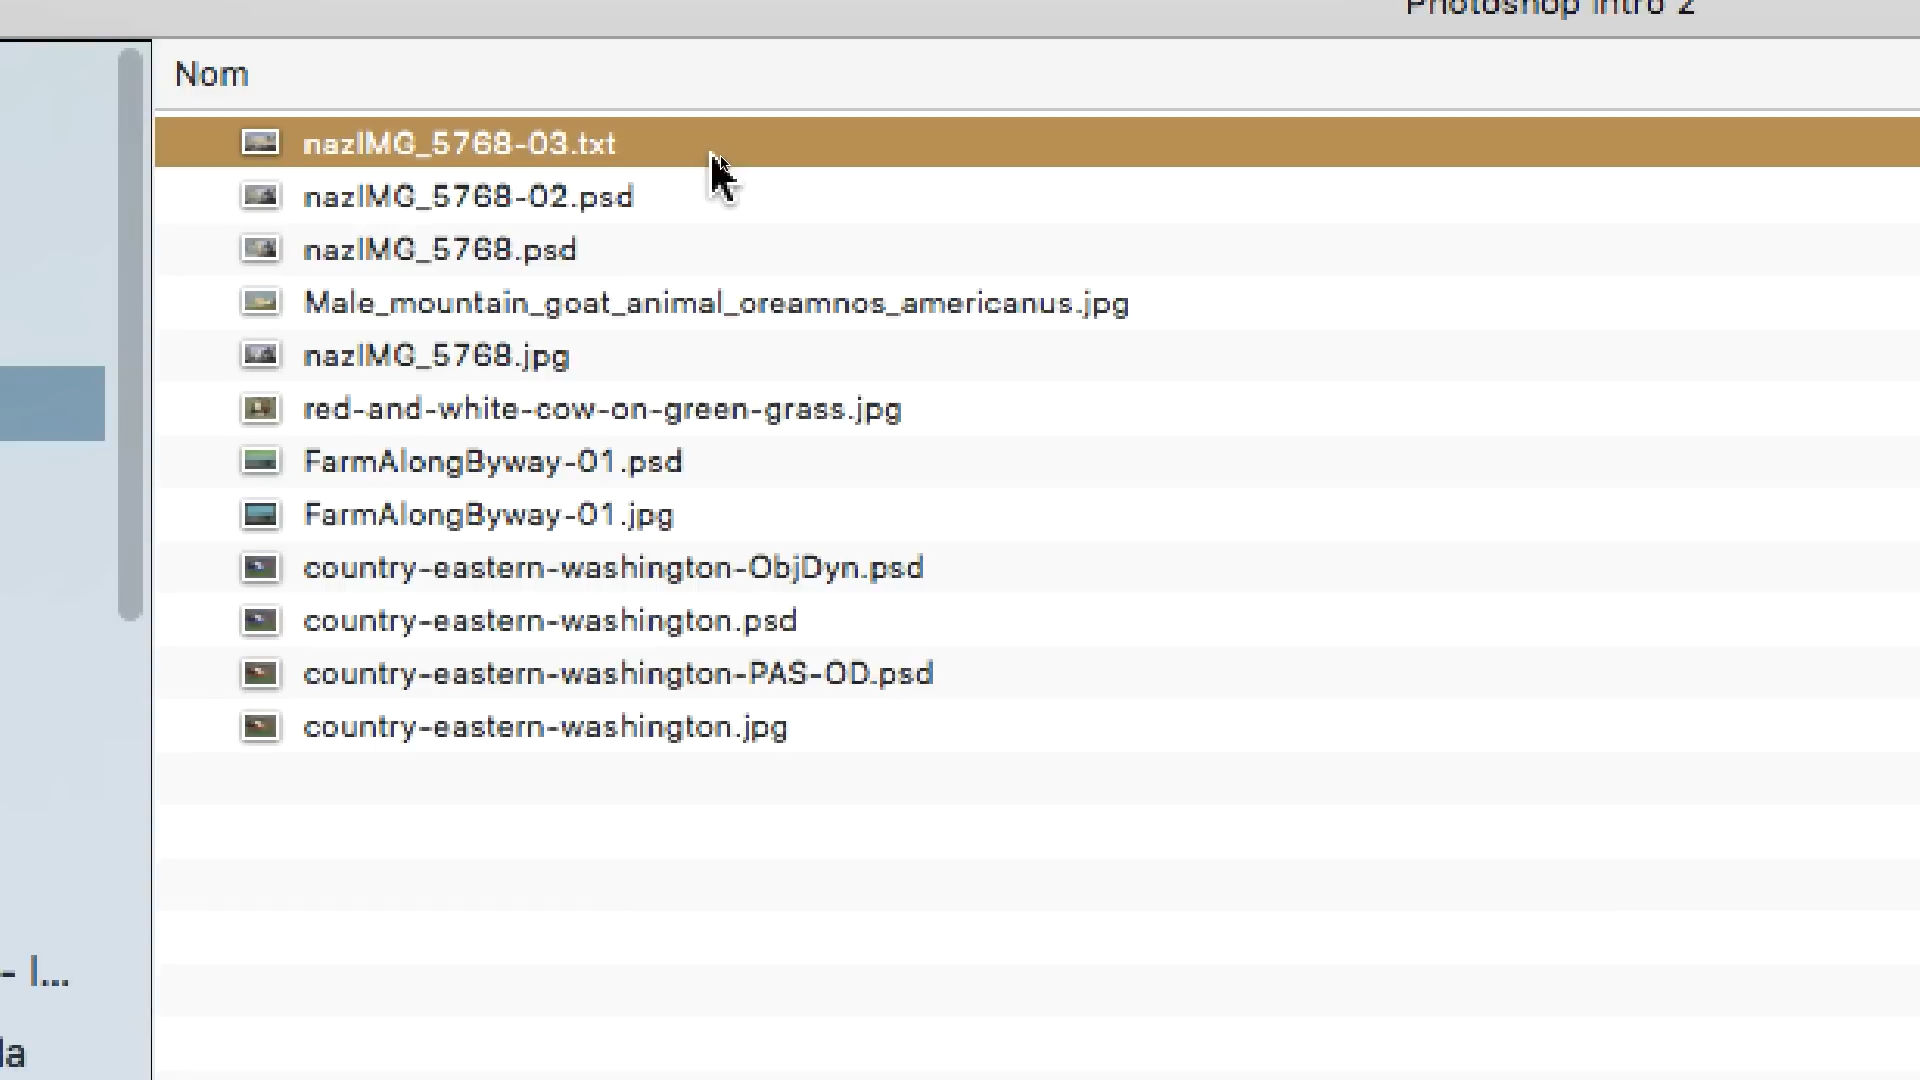 Photoshop Intro 2
Nom
nazIMG_5768-03.txt
nazIMG_5768-02.psd
nazIMG_5768.psd
Male_mountain_goat_animal_oreamnos_americanus.jpg
nazIMG_5768.jpg
red-and-white-cow-on-green-grass.jpg
FarmAlongByway-01.psd
FarmAlongByway-01.jpg
country-eastern-washington-ObjDyn.psd
country-eastern-washington.psd
country-eastern-washington-PAS-OD.psd
country-eastern-washington.jpg
- I...
la